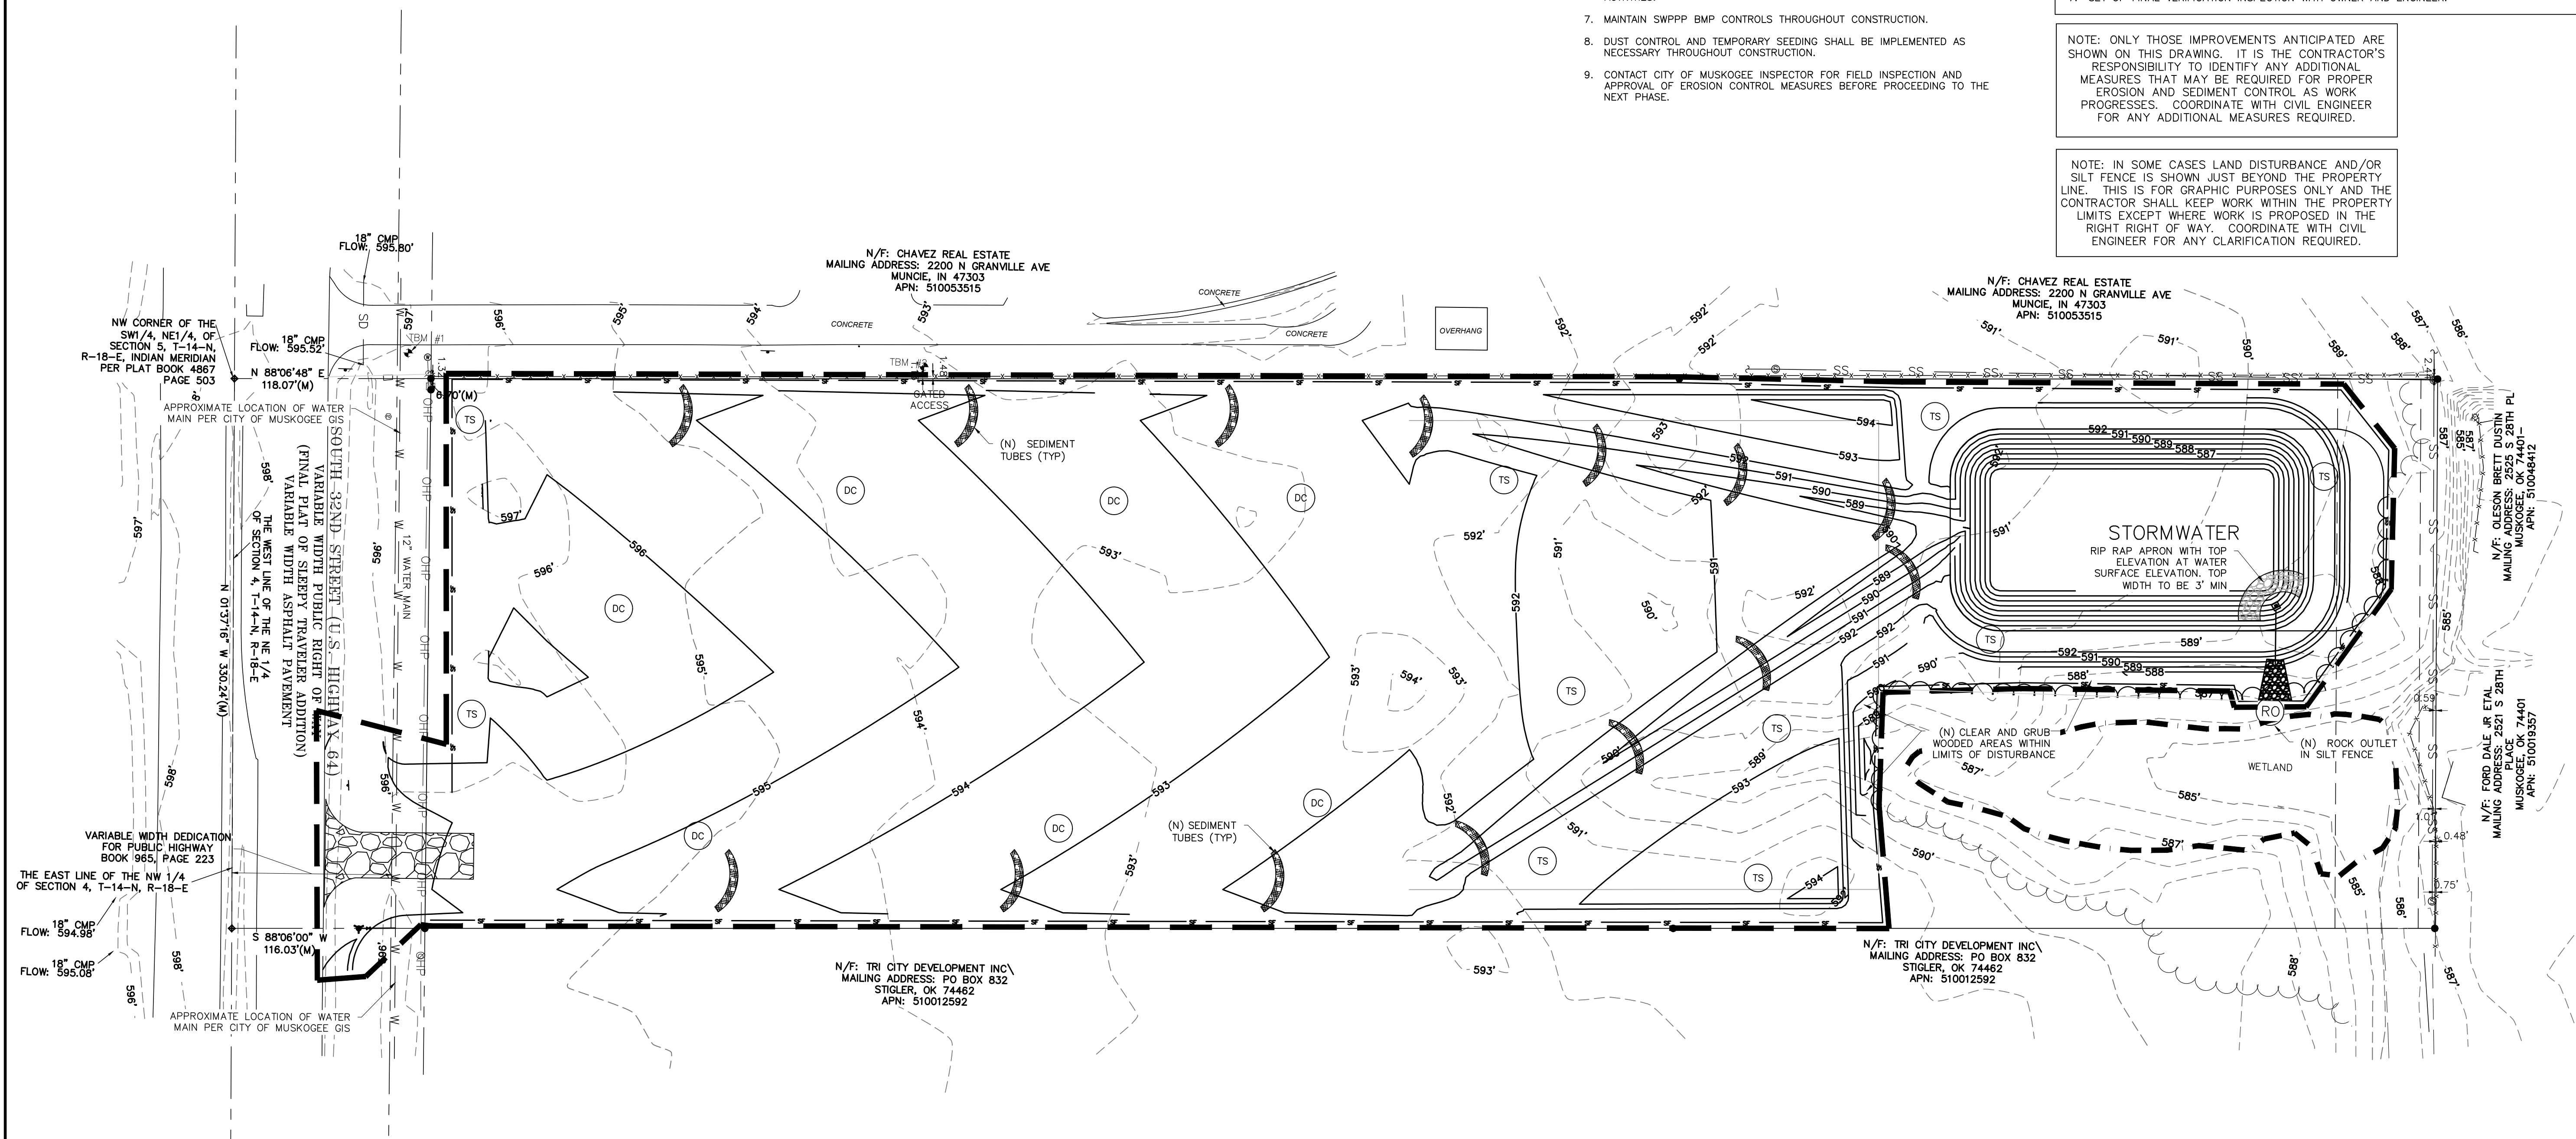 7. MAINTAIN SWPPP BMP CONTROLS THROUGHOUT CONSTRUCTION.
8. DUST CONTROL AND TEMPORARY SEEDING SHALL BE IMPLEMENTED AS
NECESSARY THROUGHOUT CONSTRUCTION.
9. CONTACT CITY OF MUSKOGEE INSPECTOR FOR FIELD INSPECTION AND
APPROVAL OF EROSION CONTROL MEASURES BEFORE PROCEEDING TO THE
NEXT PHASE.
NOTE: ONLY THOSE IMPROVEMENTS ANTICIPATED ARE
SHOWN ON THIS DRAWING. IT IS THE CONTRACTOR'S
RESPONSIBILITY TO IDENTIFY ANY ADDITIONAL
MEASURES THAT MAY BE REQUIRED FOR PROPER
EROSION AND SEDIMENT CONTROL AS WORK
PROGRESSES. COORDINATE WITH CIVIL ENGINEER
FOR ANY ADDITIONAL MEASURES REQUIRED.
NOTE: IN SOME CASES LAND DISTURBANCE AND/OR
SILT FENCE IS SHOWN JUST BEYOND THE PROPERTY
LINE. THIS IS FOR GRAPHIC PURPOSES ONLY AND THE
CONTRACTOR SHALL KEEP WORK WITHIN THE PROPERTY
LIMITS EXCEPT WHERE WORK IS PROPOSED IN THE
RIGHT RIGHT OF WAY. COORDINATE WITH CIVIL
ENGINEER FOR ANY CLARIFICATION REQUIRED.
18" CMP
FLOW: 595.80'
N/F: CHAVEZ REAL ESTATE
MAILING ADDRESS: 2200 N GRANVILLE AVE
MUNCIE, IN 47303
APN: 510053515
N/F: CHAVEZ REAL ESTATE
MAILING ADDRESS: 2200 N GRANVILLE AVE
MUNCIE, IN 47303
APN: 510053515
CONCRETE
CONCRETE
CONCRETE
OVERHANG
NW CORNER OF THE
SW1/4, NE1/4, OF
SECTION 5, T-14-N,
R-18-E, INDIAN MERIDIAN
PER PLAT BOOK 4867
PAGE 503
18" CMP
FLOW: 595.52'
N 88°06'48" E
118.07'(M)
TBM #1
GATED
ACCESS
APPROXIMATE LOCATION OF WATER
MAIN PER CITY OF MUSKOGEE GIS
SOUTH 32ND STREET (U.S. HIGHWAY 64)
VARIABLE WIDTH PUBLIC RIGHT OF WAY
(FINAL PLAT OF SLEEPY TRAVELER ADDITION)
VARIABLE WIDTH ASPHALT PAVEMENT
THE WEST LINE OF THE NE 1/4
OF SECTION 4, T-14-N, R-18-E
N 01°37'16" W 330.24'(M)
12" WATER MAIN
(N) SEDIMENT
TUBES (TYP)
(N) SEDIMENT
TUBES (TYP)
STORMWATER
RIP RAP APRON WITH TOP
ELEVATION AT WATER
SURFACE ELEVATION. TOP
WIDTH TO BE 3' MIN
N/F: OLESON BRETT DUSTIN
MAILING ADDRESS: 2525 S 28TH PL
MUSKOGEE, OK 74401-
APN: 510048412
N/F: FORD DALE JR ETAL
MAILING ADDRESS: 2521 S 28TH
PLACE
MUSKOGEE, OK 74401
APN: 510019357
(N) CLEAR AND GRUB
WOODED AREAS WITHIN
LIMITS OF DISTURBANCE
RO
(N) ROCK OUTLET
IN SILT FENCE
WETLAND
VARIABLE WIDTH DEDICATION
FOR PUBLIC HIGHWAY
BOOK 965, PAGE 223
THE EAST LINE OF THE NW 1/4
OF SECTION 4, T-14-N, R-18-E
18" CMP
FLOW: 594.98'
18" CMP
FLOW: 595.08'
S 88°06'00" W
116.03'(M)
APPROXIMATE LOCATION OF WATER
MAIN PER CITY OF MUSKOGEE GIS
N/F: TRI CITY DEVELOPMENT INC\
MAILING ADDRESS: PO BOX 832
STIGLER, OK 74462
APN: 510012592
N/F: TRI CITY DEVELOPMENT INC\
MAILING ADDRESS: PO BOX 832
STIGLER, OK 74462
APN: 510012592